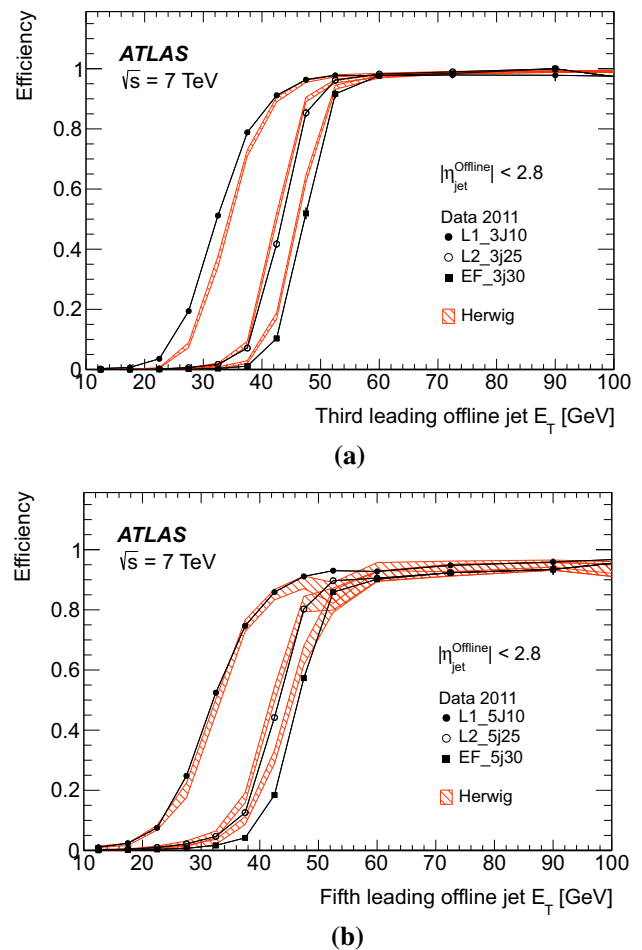 Efficiency
ATLAS
√s = 7 TeV
1
0.8
0.6
0.4
0.2
0
|η_jet^Offline| < 2.8
Data 2011
L1_3J10
L2_3j25
EF_3j30
Herwig
10 20 30 40 50 60 70 80 90 100
Third leading offline jet E_T [GeV]
(a)
Efficiency
ATLAS
√s = 7 TeV
1
0.8
0.6
0.4
0.2
0
|η_jet^Offline| < 2.8
Data 2011
L1_5J10
L2_5j25
EF_5j30
Herwig
10 20 30 40 50 60 70 80 90 100
Fifth leading offline jet E_T [GeV]
(b)